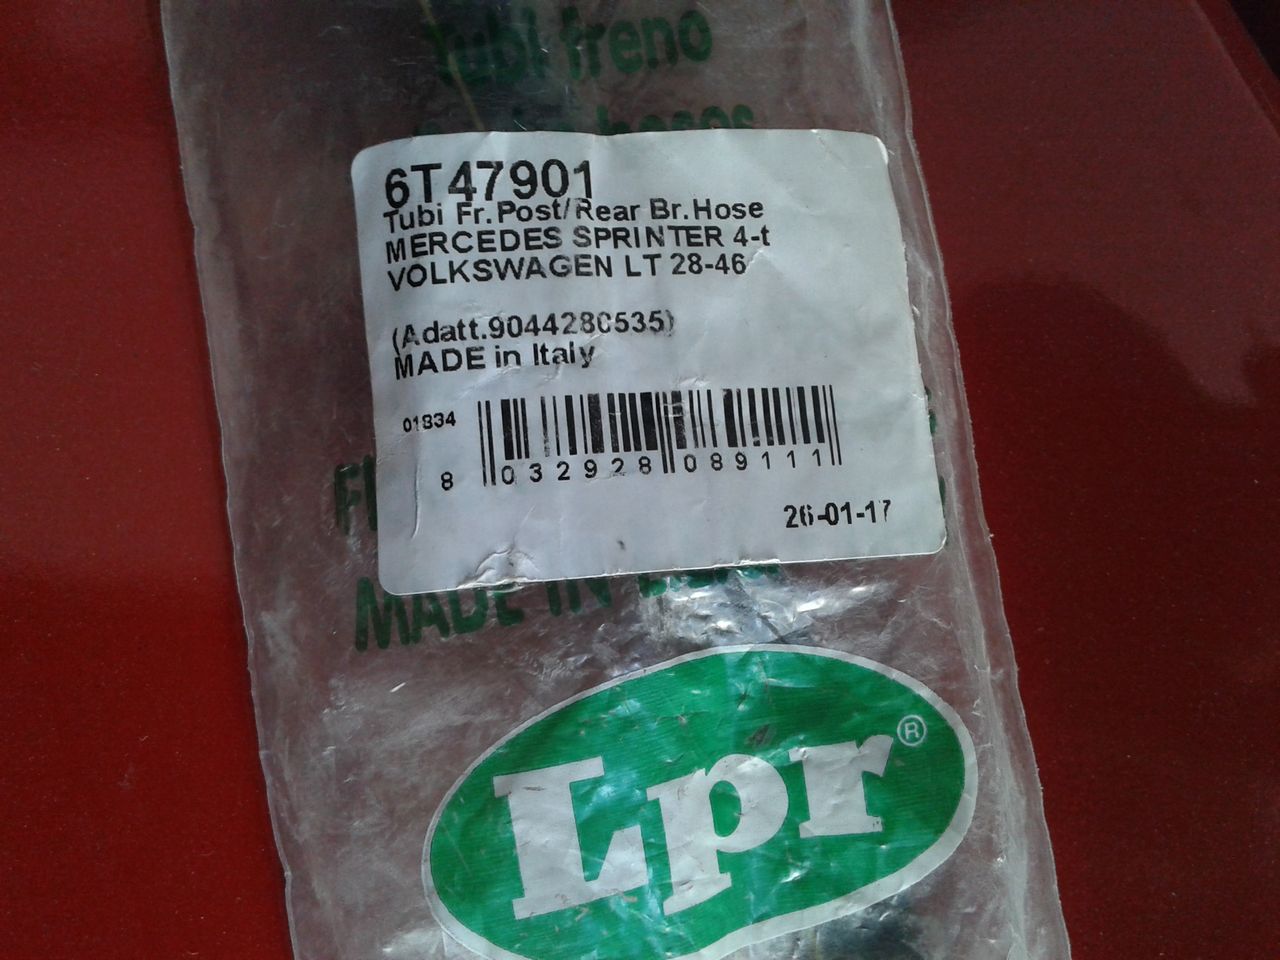 Tubi freno
6T47901
Tubi Fr.Post/Rear Br.Hose
MERCEDES SPRINTER 4-t
VOLKSWAGEN LT 28-46
(Adatt.9044280535)
MADE in Italy
01834
8 032928 089111
26-01-17
MADE IN
Lpr®